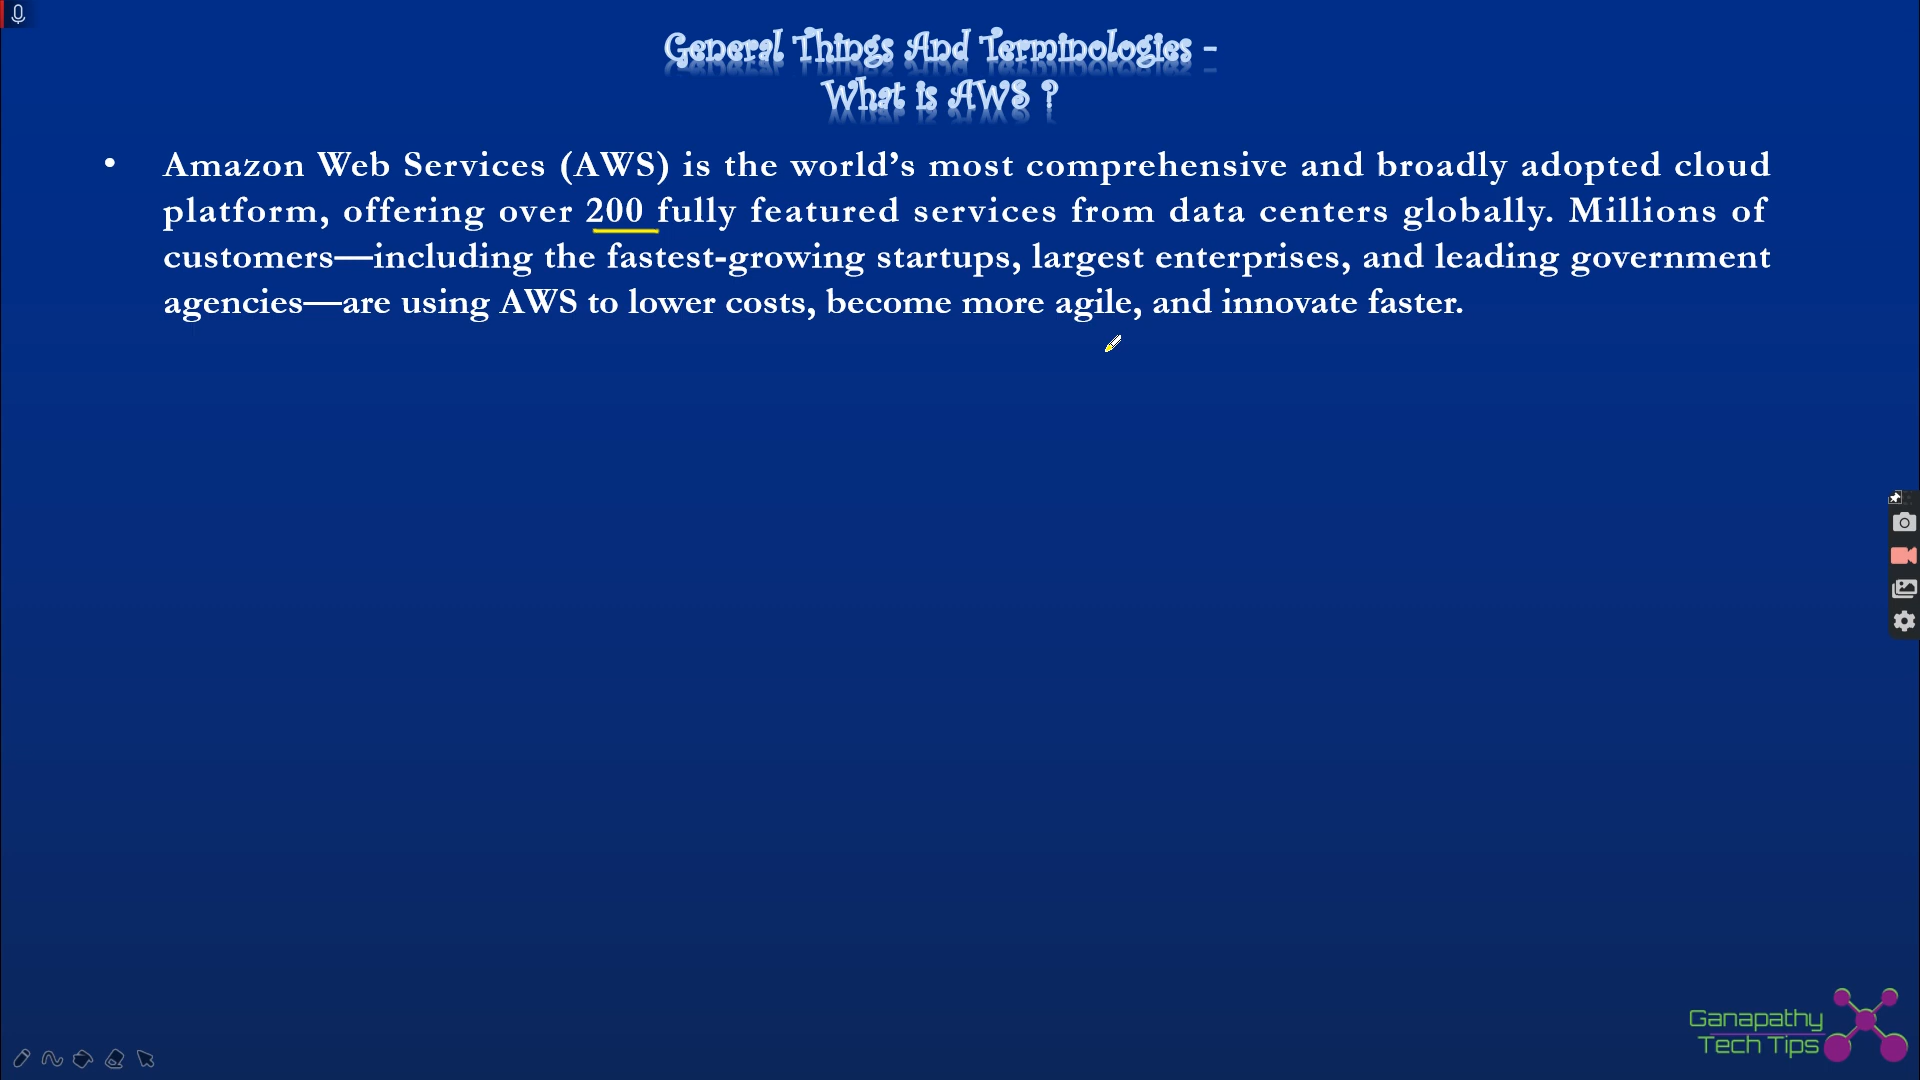 General Things And Terminologies -
What is AWS ?
• Amazon Web Services (AWS) is the world’s most comprehensive and broadly adopted cloud
platform, offering over 200 fully featured services from data centers globally. Millions of
customers—including the fastest-growing startups, largest enterprises, and leading government
agencies—are using AWS to lower costs, become more agile, and innovate faster.
Ganapathy
Tech Tips